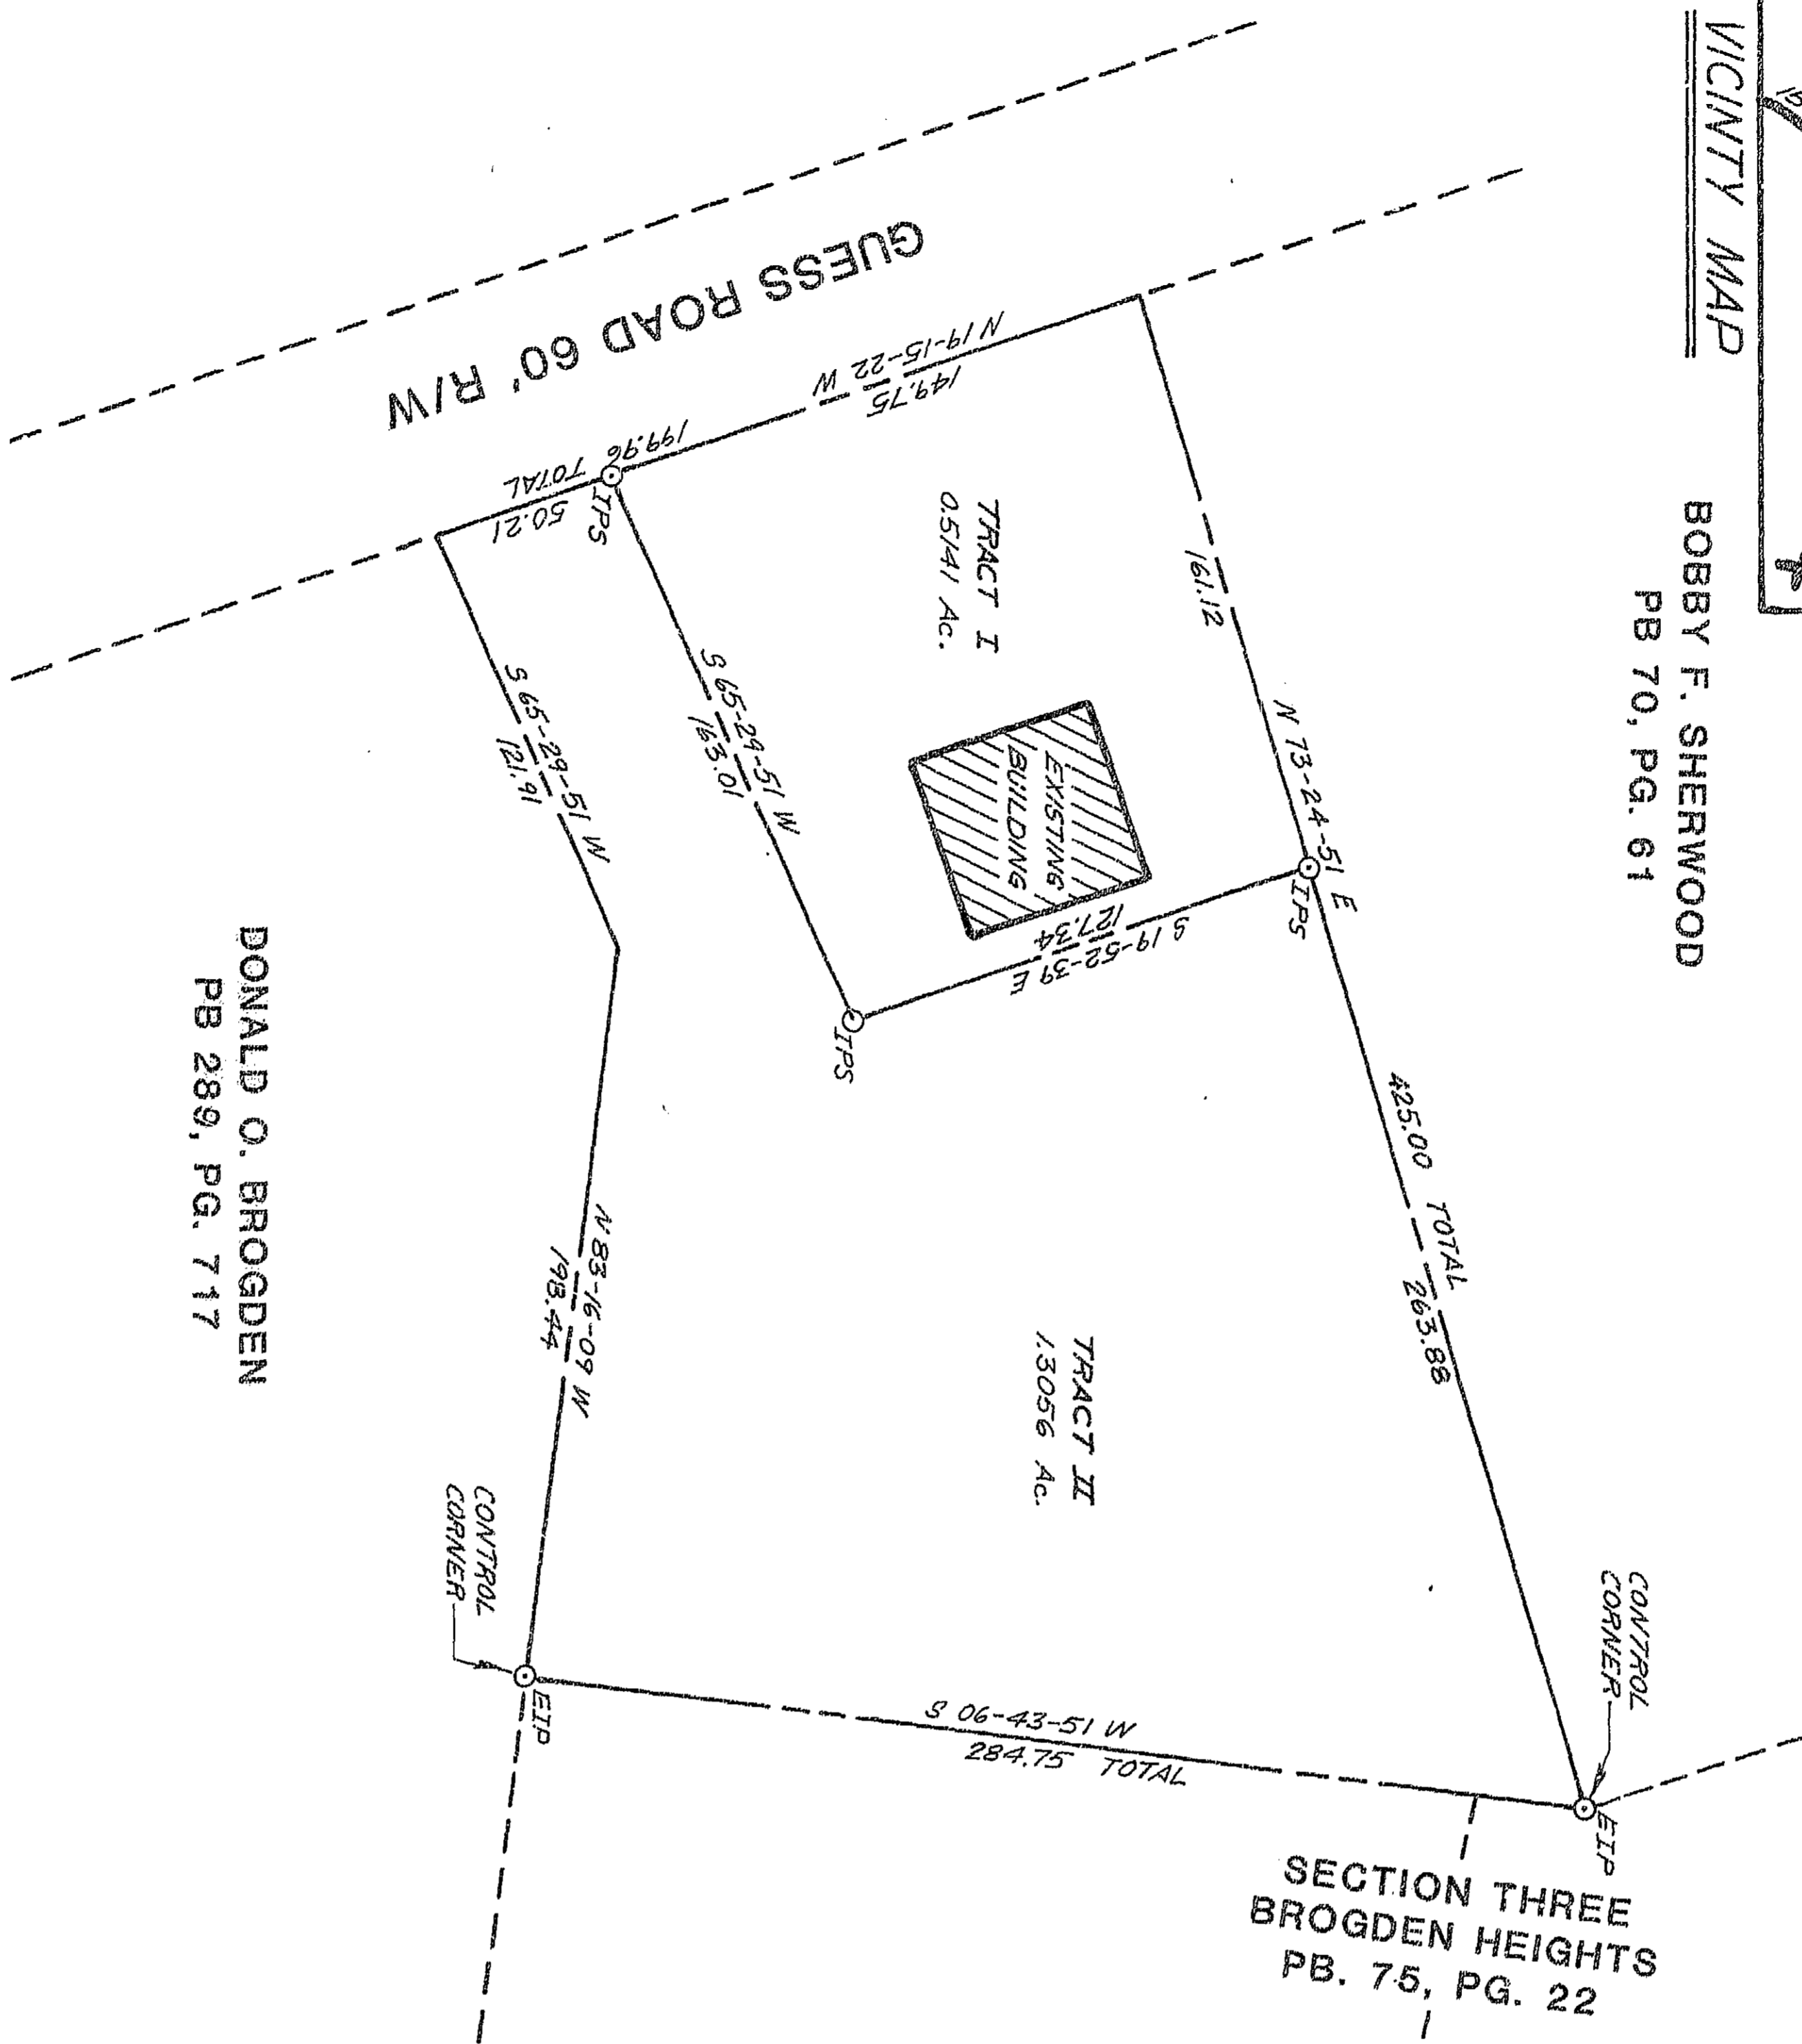 VICINITY MAP
BOBBY F. SHERWOOD
PB 70, PG. 61
GUESS ROAD 60' R/W
N 19-15-22 W
149.75
199.96
TOTAL
50.21
IPS
TRACT I
0.5141 Ac.
161.12
N 73-24-51 E
IPS
EXISTING
BUILDING
S 19-52-39 E
127.34
S 65-29-51 W
163.01
IPS
S 65-29-51 W
121.91
425.00 TOTAL
263.88
TRACT II
1.3056 Ac.
N 83-16-09 W
198.44
DONALD O. BROGDEN
PB 289, PG. 717
CONTROL
CORNER
EIP
CONTROL
CORNER
EIP
S 06-43-51 W
284.75 TOTAL
SECTION THREE
BROGDEN HEIGHTS
PB. 75, PG. 22